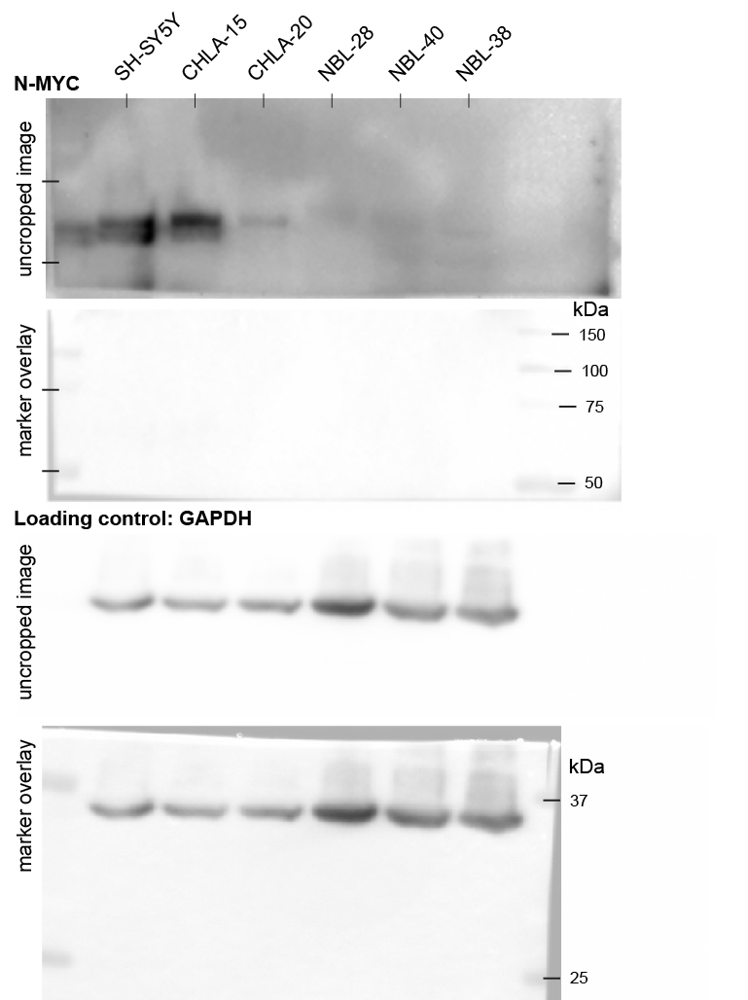 SH-SY5Y
CHLA-15
CHLA-20
NBL-28
NBL-40
NBL-38
N-MYC
uncropped image
marker overlay
kDa
150
100
75
50
Loading control: GAPDH
uncropped image
marker overlay
kDa
37
25